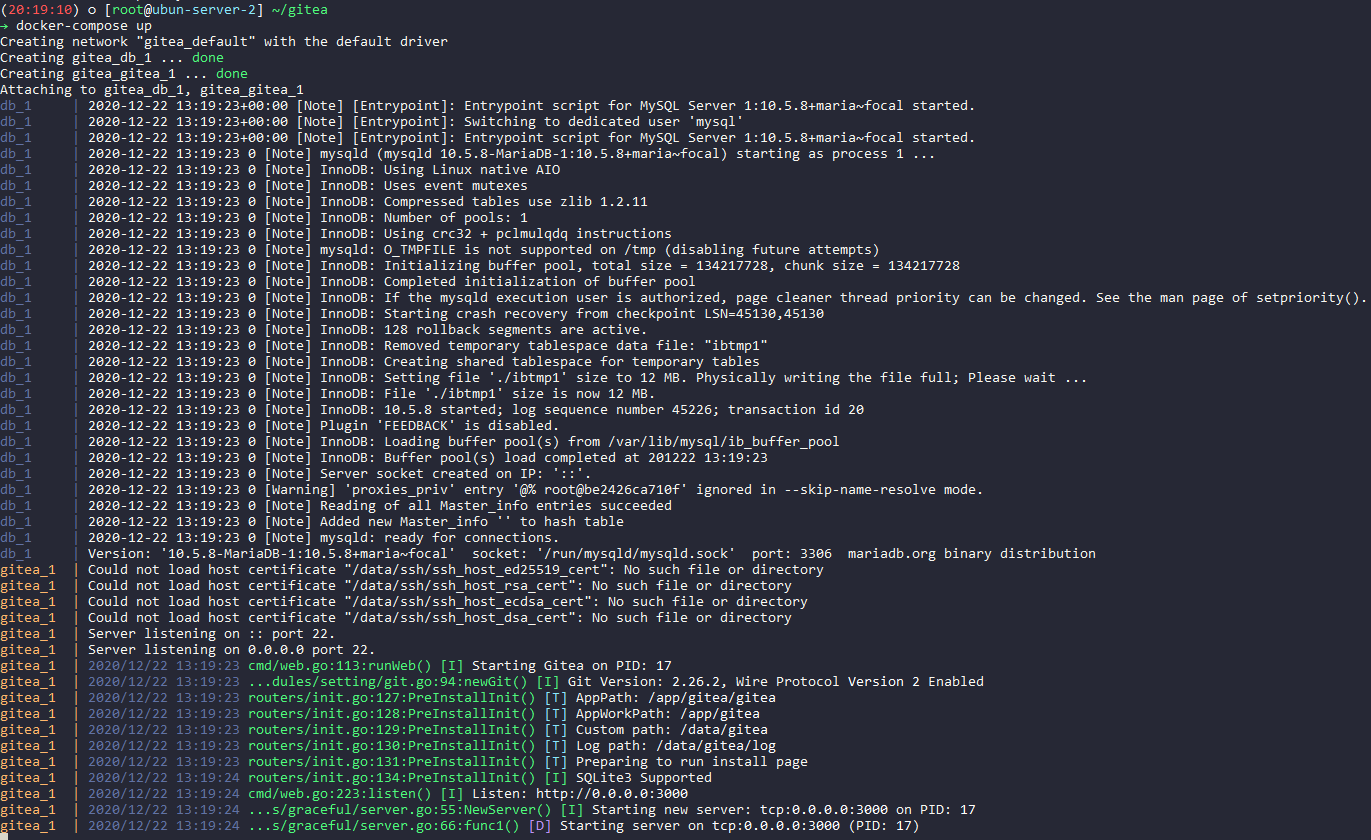 (20:19:10) o [root@ubun-server-2] ~/gitea
→ docker-compose up
Creating network "gitea_default" with the default driver
Creating gitea_db_1 ... done
Creating gitea_gitea_1 ... done
Attaching to gitea_db_1, gitea_gitea_1
db_1     | 2020-12-22 13:19:23+00:00 [Note] [Entrypoint]: Entrypoint script for MySQL Server 1:10.5.8+maria~focal started.
db_1     | 2020-12-22 13:19:23+00:00 [Note] [Entrypoint]: Switching to dedicated user 'mysql'
db_1     | 2020-12-22 13:19:23+00:00 [Note] [Entrypoint]: Entrypoint script for MySQL Server 1:10.5.8+maria~focal started.
db_1     | 2020-12-22 13:19:23 0 [Note] mysqld (mysqld 10.5.8-MariaDB-1:10.5.8+maria~focal) starting as process 1 ...
db_1     | 2020-12-22 13:19:23 0 [Note] InnoDB: Using Linux native AIO
db_1     | 2020-12-22 13:19:23 0 [Note] InnoDB: Uses event mutexes
db_1     | 2020-12-22 13:19:23 0 [Note] InnoDB: Compressed tables use zlib 1.2.11
db_1     | 2020-12-22 13:19:23 0 [Note] InnoDB: Number of pools: 1
db_1     | 2020-12-22 13:19:23 0 [Note] InnoDB: Using crc32 + pclmulqdq instructions
db_1     | 2020-12-22 13:19:23 0 [Note] mysqld: O_TMPFILE is not supported on /tmp (disabling future attempts)
db_1     | 2020-12-22 13:19:23 0 [Note] InnoDB: Initializing buffer pool, total size = 134217728, chunk size = 134217728
db_1     | 2020-12-22 13:19:23 0 [Note] InnoDB: Completed initialization of buffer pool
db_1     | 2020-12-22 13:19:23 0 [Note] InnoDB: If the mysqld execution user is authorized, page cleaner thread priority can be changed. See the man page of setpriority().
db_1     | 2020-12-22 13:19:23 0 [Note] InnoDB: Starting crash recovery from checkpoint LSN=45130,45130
db_1     | 2020-12-22 13:19:23 0 [Note] InnoDB: 128 rollback segments are active.
db_1     | 2020-12-22 13:19:23 0 [Note] InnoDB: Removed temporary tablespace data file: "ibtmp1"
db_1     | 2020-12-22 13:19:23 0 [Note] InnoDB: Creating shared tablespace for temporary tables
db_1     | 2020-12-22 13:19:23 0 [Note] InnoDB: Setting file './ibtmp1' size to 12 MB. Physically writing the file full; Please wait ...
db_1     | 2020-12-22 13:19:23 0 [Note] InnoDB: File './ibtmp1' size is now 12 MB.
db_1     | 2020-12-22 13:19:23 0 [Note] InnoDB: 10.5.8 started; log sequence number 45226; transaction id 20
db_1     | 2020-12-22 13:19:23 0 [Note] Plugin 'FEEDBACK' is disabled.
db_1     | 2020-12-22 13:19:23 0 [Note] InnoDB: Loading buffer pool(s) from /var/lib/mysql/ib_buffer_pool
db_1     | 2020-12-22 13:19:23 0 [Note] InnoDB: Buffer pool(s) load completed at 201222 13:19:23
db_1     | 2020-12-22 13:19:23 0 [Note] Server socket created on IP: '::'.
db_1     | 2020-12-22 13:19:23 0 [Warning] 'proxies_priv' entry '@% root@be2426ca710f' ignored in --skip-name-resolve mode.
db_1     | 2020-12-22 13:19:23 0 [Note] Reading of all Master_info entries succeeded
db_1     | 2020-12-22 13:19:23 0 [Note] Added new Master_info '' to hash table
db_1     | 2020-12-22 13:19:23 0 [Note] mysqld: ready for connections.
db_1     | Version: '10.5.8-MariaDB-1:10.5.8+maria~focal'  socket: '/run/mysqld/mysqld.sock'  port: 3306  mariadb.org binary distribution
gitea_1  | Could not load host certificate "/data/ssh/ssh_host_ed25519_cert": No such file or directory
gitea_1  | Could not load host certificate "/data/ssh/ssh_host_rsa_cert": No such file or directory
gitea_1  | Could not load host certificate "/data/ssh/ssh_host_ecdsa_cert": No such file or directory
gitea_1  | Could not load host certificate "/data/ssh/ssh_host_dsa_cert": No such file or directory
gitea_1  | Server listening on :: port 22.
gitea_1  | Server listening on 0.0.0.0 port 22.
gitea_1  | 2020/12/22 13:19:23 cmd/web.go:113:runWeb() [I] Starting Gitea on PID: 17
gitea_1  | 2020/12/22 13:19:23 ...dules/setting/git.go:94:newGit() [I] Git Version: 2.26.2, Wire Protocol Version 2 Enabled
gitea_1  | 2020/12/22 13:19:23 routers/init.go:127:PreInstallInit() [T] AppPath: /app/gitea/gitea
gitea_1  | 2020/12/22 13:19:23 routers/init.go:128:PreInstallInit() [T] AppWorkPath: /app/gitea
gitea_1  | 2020/12/22 13:19:23 routers/init.go:129:PreInstallInit() [T] Custom path: /data/gitea
gitea_1  | 2020/12/22 13:19:23 routers/init.go:130:PreInstallInit() [T] Log path: /data/gitea/log
gitea_1  | 2020/12/22 13:19:23 routers/init.go:131:PreInstallInit() [T] Preparing to run install page
gitea_1  | 2020/12/22 13:19:24 routers/init.go:134:PreInstallInit() [I] SQLite3 Supported
gitea_1  | 2020/12/22 13:19:24 cmd/web.go:223:listen() [I] Listen: http://0.0.0.0:3000
gitea_1  | 2020/12/22 13:19:24 ...s/graceful/server.go:55:NewServer() [I] Starting new server: tcp:0.0.0.0:3000 on PID: 17
gitea_1  | 2020/12/22 13:19:24 ...s/graceful/server.go:66:func1() [D] Starting server on tcp:0.0.0.0:3000 (PID: 17)